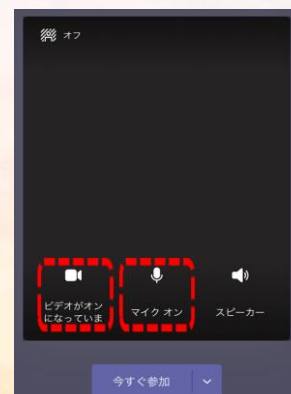 オフ
ビデオがオン
になっていま
マイク オン
スピーカー
今すぐ参加